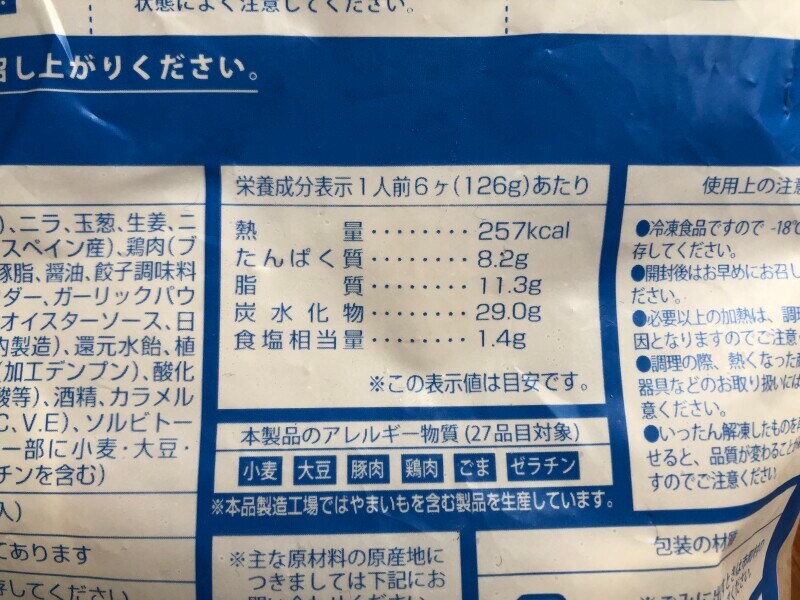 状態によく注意してください。
召し上がりください。
)、ニラ、玉葱、生姜、ニ
スペイン産)、鶏肉(ブ
豚脂、醤油、餃子調味料
ダー、ガーリックパウ
オイスターソース、日
内製造)、還元水飴、植
(加工デンプン)、酸化
酸等)、酒精、カラメル
C、V.E)、ソルビトー
一部に小麦・大豆・
チンを含む)
入)
てあります
存してください
栄養成分表示1人前6ヶ(126g)あたり
熱量・・・・・・・・257kcal
たんぱく質・・・・・・・・8.2g
脂質・・・・・・・・11.3g
炭水化物・・・・・・・・29.0g
食塩相当量・・・・・・・・1.4g
※この表示値は目安です。
本製品のアレルギー物質(27品目対象)
小麦 大豆 豚肉 鶏肉 ごま ゼラチン
※本品製造工場ではやまいもを含む製品を生産しています。
※主な原材料の原産地に
つきましては下記にお
使用上の注意
●冷凍食品ですので -18℃
存してください。
●開封後はお早めにお召し
ださい。
●必要以上の加熱は、調理
因となりますのでご注意
●調理の際、熱くなった
器具などのお取り扱いには
意ください。
●いったん解凍したものを再
せると、品質が変わること
すのでご注意ください
包装の材